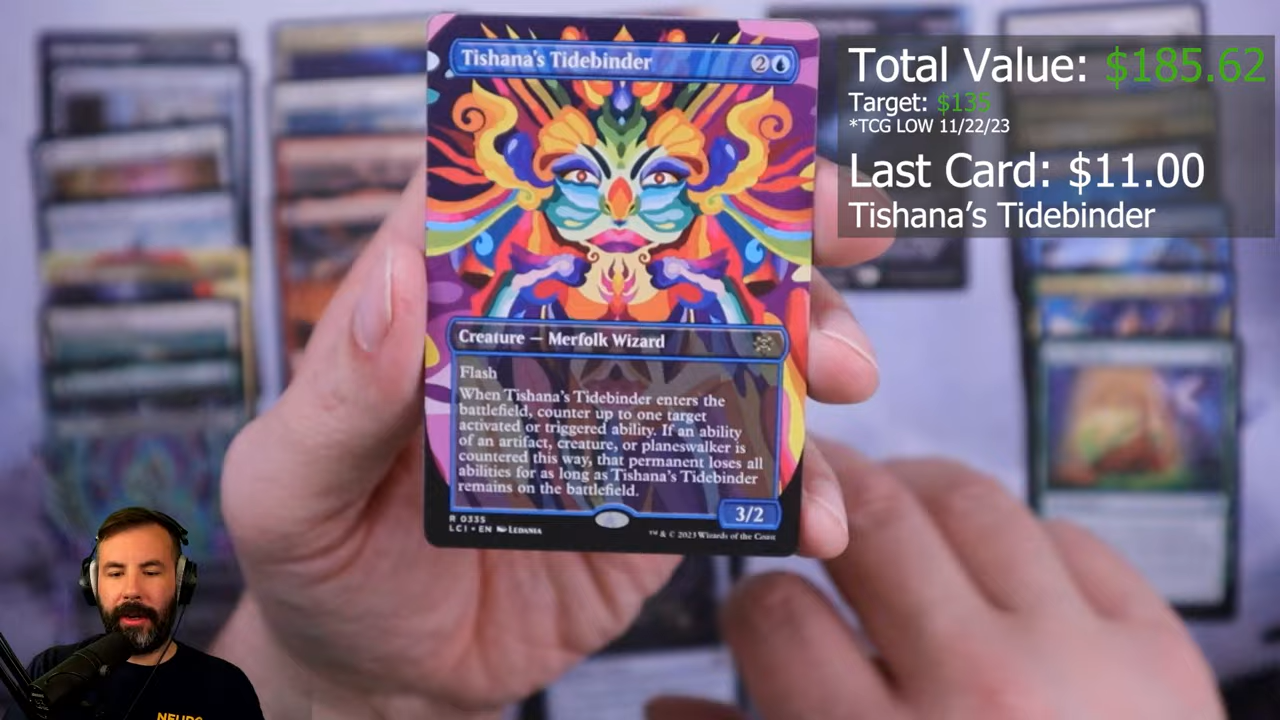 Tishana's Tidebinder 2
Creature — Merfolk Wizard
Flash
When Tishana's Tidebinder enters the
battlefield, counter up to one target
activated or triggered ability. If an ability
of an artifact, creature, or planeswalker is
countered this way, that permanent loses all
abilities for as long as Tishana's Tidebinder
remains on the battlefield.
3/2
R 0335
LCI • EN LEDANIA
™ & © 2023 Wizards of the Coast
Total Value: $185.62
Target: $135
*TCG LOW 11/22/23
Last Card: $11.00
Tishana's Tidebinder